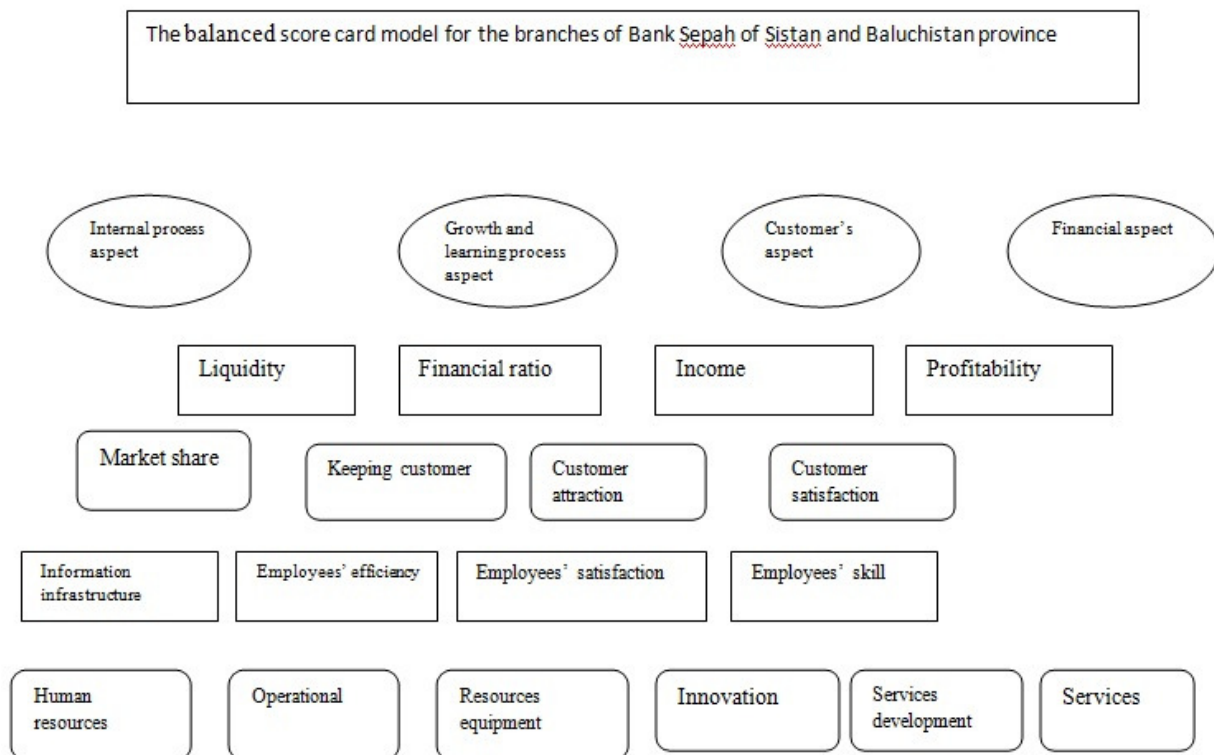 The balanced score card model for the branches of Bank Sepah of Sistan and Baluchistan province
Internal process
aspect
Growth and
learning process
aspect
Customer’s
aspect
Financial aspect
Liquidity
Financial ratio
Income
Profitability
Market share
Keeping customer
Customer
attraction
Customer
satisfaction
Information
infrastructure
Employees’ efficiency
Employees’ satisfaction
Employees’ skill
Human
resources
Operational
Resources
equipment
Innovation
Services
development
Services